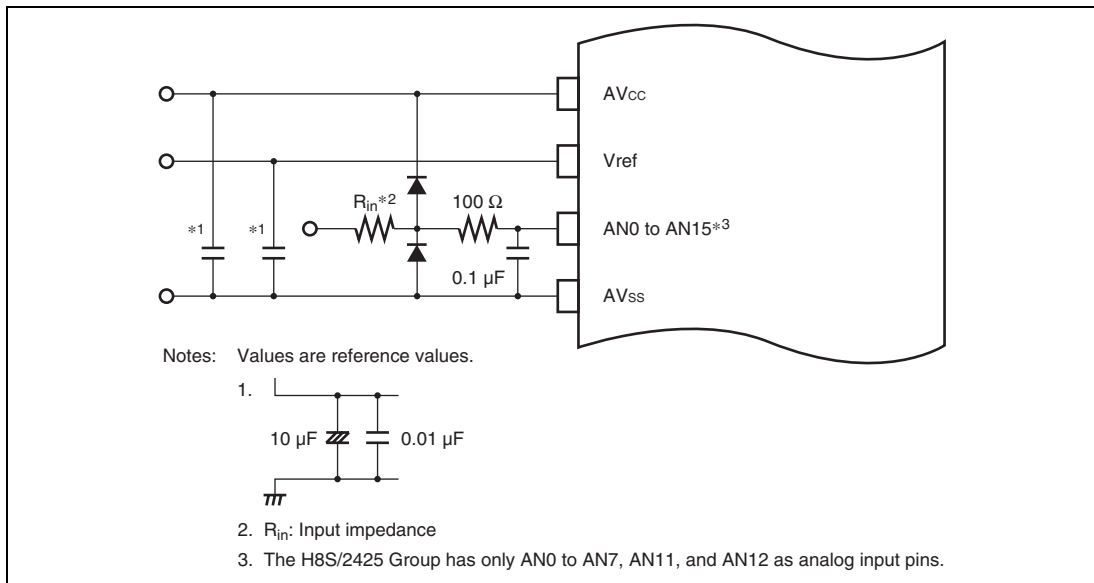 AVCC
Vref
Rin*2
100 Ω
*1
*1
AN0 to AN15*3
0.1 µF
AVSS
Notes: Values are reference values.
1.
10 µF
0.01 µF
2. Rin: Input impedance
3. The H8S/2425 Group has only AN0 to AN7, AN11, and AN12 as analog input pins.